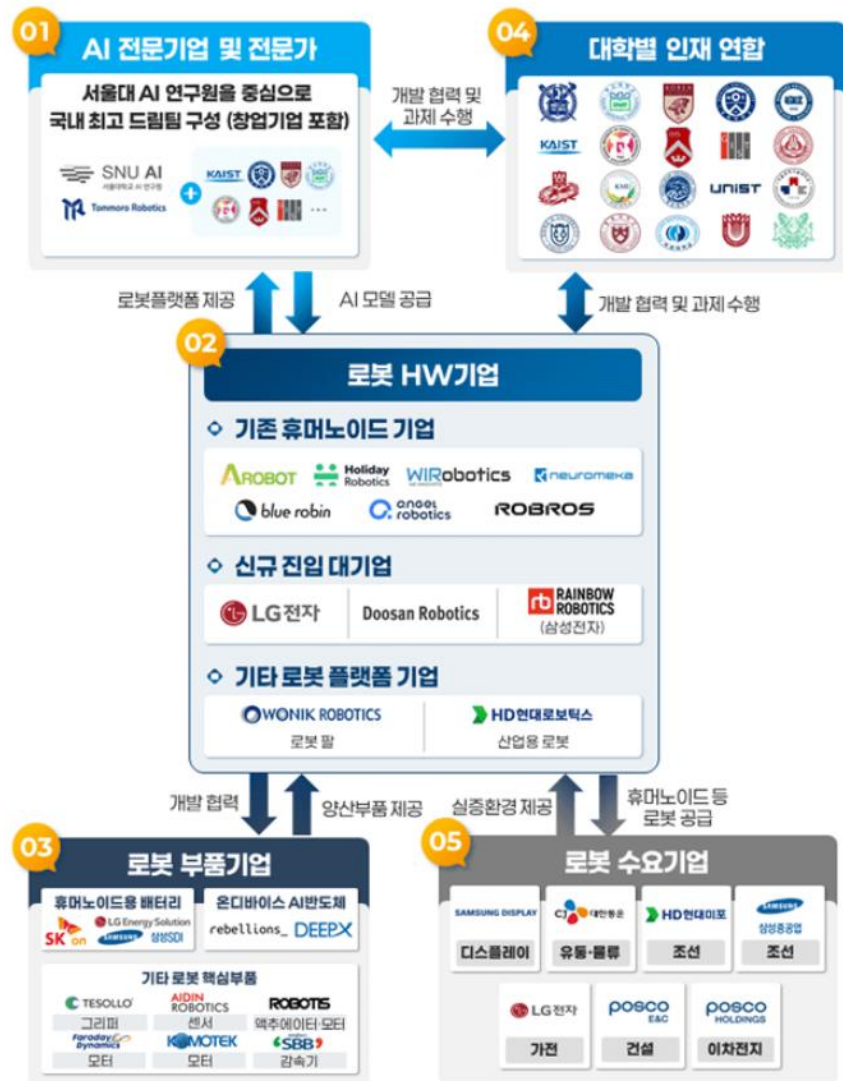 01
AI 전문기업 및 전문가
서울대 AI 연구원을 중심으로
국내 최고 드림팀 구성 (창업기업 포함)
SNU AI
서울대학교 AI 연구원
Tommoro Robotics
+
KAIST
...
개발 협력 및
과제 수행
04
대학별 인재 연합
KAIST
UNIST
로봇플랫폼 제공
AI 모델 공급
개발 협력 및 과제 수행
02
로봇 HW기업
기존 휴머노이드 기업
AROBOT
Holiday
Robotics
WIRobotics
neuromeka
blue robin
angel
robotics
ROBROS
신규 진입 대기업
LG전자
Doosan Robotics
rb RAINBOW
ROBOTICS
(삼성전자)
기타 로봇 플랫폼 기업
WONIK ROBOTICS
로봇 팔
HD현대로보틱스
산업용 로봇
개발 협력
양산부품 제공
실증환경 제공
휴머노이드 등
로봇 공급
03
로봇 부품기업
휴머노이드용 배터리
SK on
LG Energy Solution
SAMSUNG 삼성SDI
온디바이스 AI반도체
rebellions_ DEEPX
기타 로봇 핵심부품
TESOLLO
그리퍼
AIDIN
ROBOTICS
센서
ROBOTIS
액추에이터·모터
Faraday
Dynamics
모터
KOMOTEK
모터
SBB
감속기
05
로봇 수요기업
SAMSUNG DISPLAY
디스플레이
CJ 대한통운
유통·물류
HD현대미포
조선
SAMSUNG
삼성중공업
조선
LG전자
가전
posco
E&C
건설
posco
HOLDINGS
이차전지